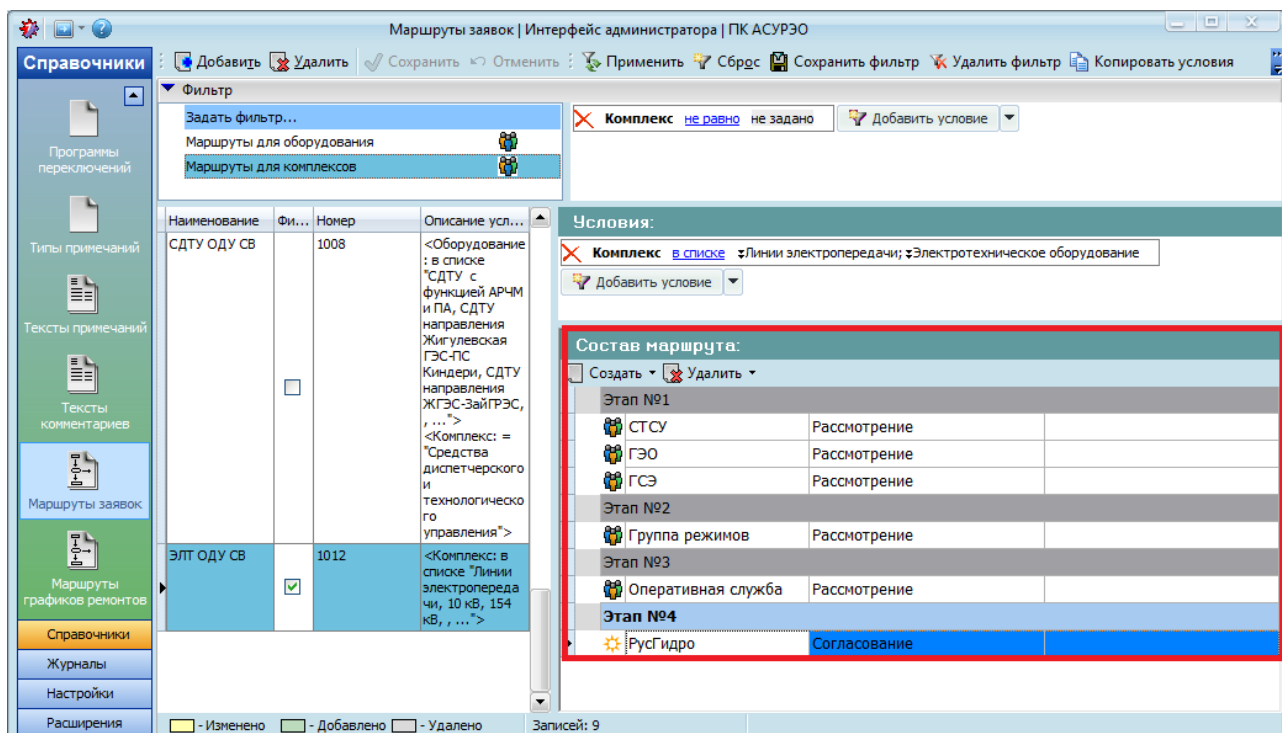 Маршруты заявок | Интерфейс администратора | ПК АСУРЭО
Справочники
Добавить Удалить Сохранить Отменить Применить Сброс Сохранить фильтр Удалить фильтр Копировать условия
Фильтр
Задать фильтр...
Маршруты для оборудования
Маршруты для комплексов
Комплекс не равно не задано Добавить условие
Программы
переключений
Типы примечаний
Тексты примечаний
Тексты
комментариев
Маршруты заявок
Маршруты
графиков ремонтов
Справочники
Журналы
Настройки
Расширения
Наименование Фи... Номер Описание усл...
СДТУ ОДУ СВ 1008 <Оборудование
: в списке
"СДТУ с
функцией АРЧМ
и ПА, СДТУ
направления
Жигулевская
ГЭС-ПС
Киндери, СДТУ
направления
ЖГЭС-ЗайГРЭС,
, ...">
<Комплекс: =
"Средства
диспетчерского
и
технологическо
го
управления">
ЭЛТ ОДУ СВ 1012 <Комплекс: в
списке "Линии
электропереда
чи, 10 кВ, 154
кВ, , ...">
Условия:
Комплекс в списке Линии электропередачи; Электротехническое оборудование
Добавить условие
Состав маршрута:
Создать Удалить
Этап №1
СТСУ Рассмотрение
ГЭО Рассмотрение
ГСЭ Рассмотрение
Этап №2
Группа режимов Рассмотрение
Этап №3
Оперативная служба Рассмотрение
Этап №4
РусГидро Согласование
- Изменено - Добавлено - Удалено Записей: 9